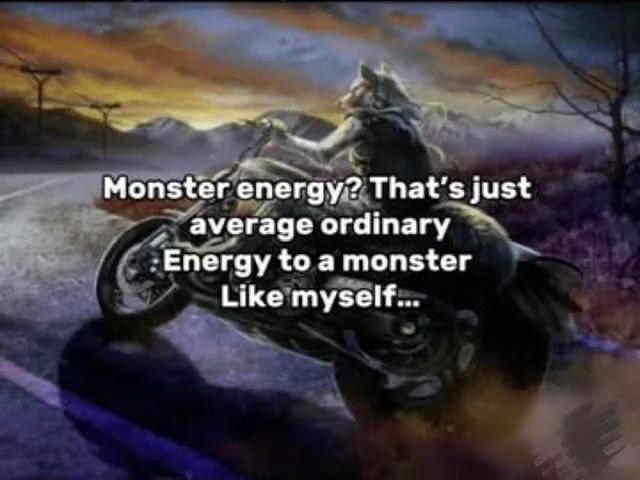 Monster energy? That's just
average ordinary
Energy to a monster
Like myself...